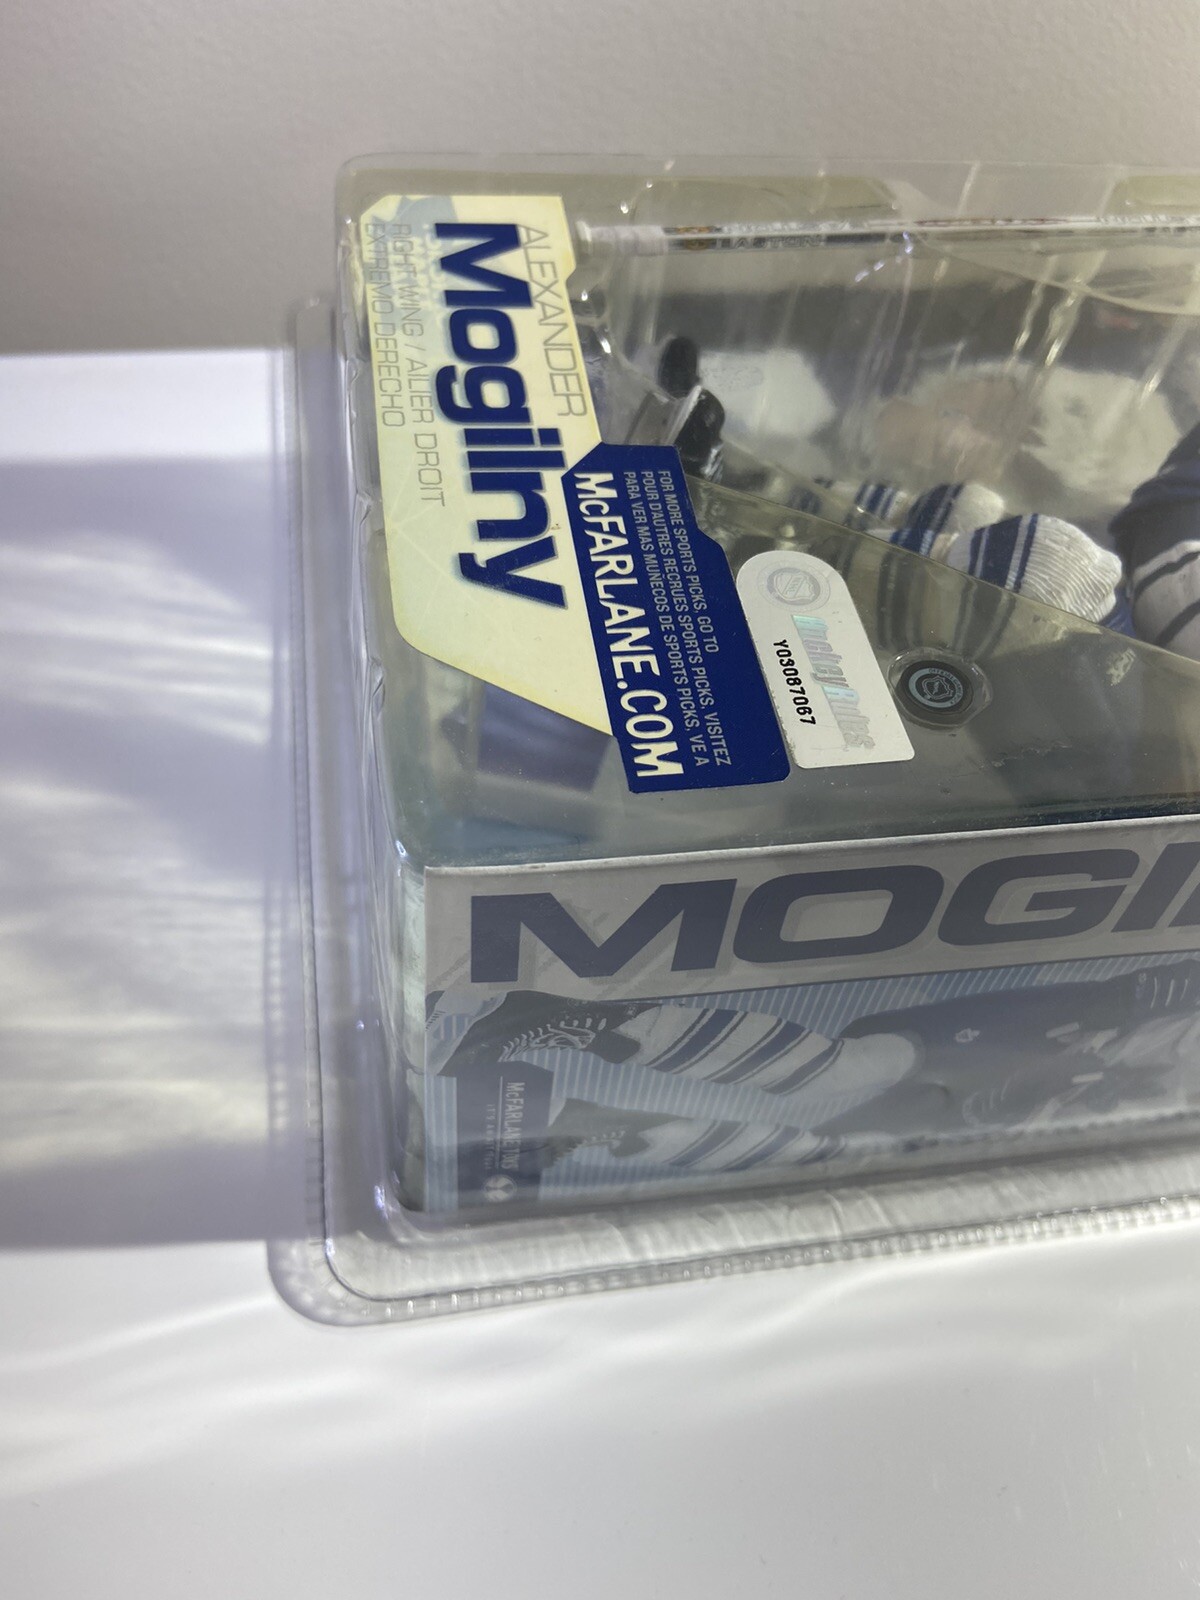 ALEXANDER
Mogilny
RIGHT WING / AILIER DROIT
EXTREMO DERECHO
FOR MORE SPORTS PICKS, GO TO
POUR D'AUTRES RECRUES SPORTS PICKS, VISITEZ
PARA VER MAS MUÑECOS DE SPORTS PICKS, VE A
McFARLANE.COM
Y03087067
MOGIL
McFARLANE TOYS